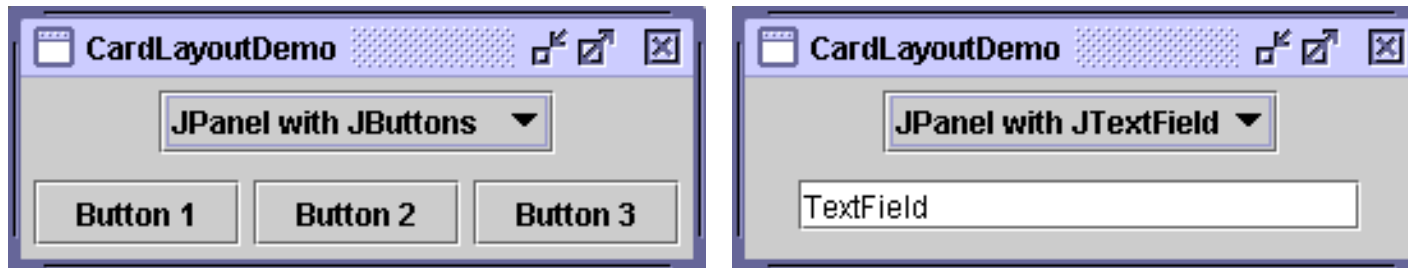 CardLayoutDemo
JPanel with JButtons
Button 1 Button 2 Button 3
CardLayoutDemo
JPanel with JTextField
TextField